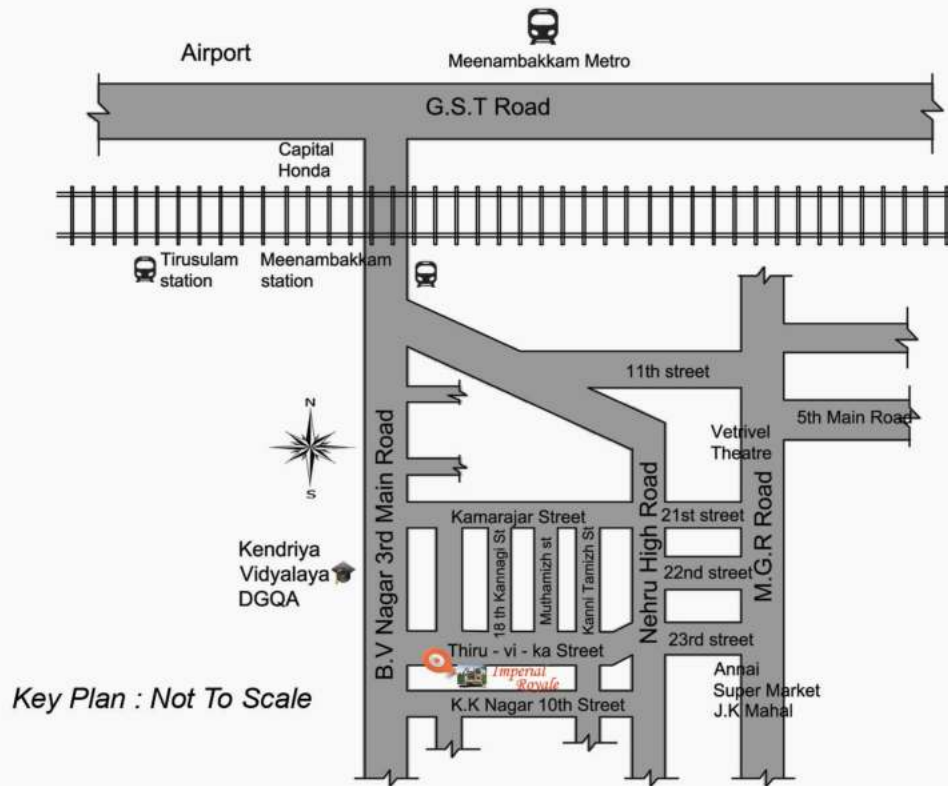 Airport
Meenambakkam Metro
G.S.T Road
Capital
Honda
Tirusulam
station
Meenambakkam
station
11th street
5th Main Road
Vetrivel
Theatre
N
S
B.V Nagar 3rd Main Road
Nehru High Road
M.G.R Road
Kamarajar Street
21st street
18 th Kannagi St
Muthamizh st
Kanni Tamizh St
22nd street
Kendriya
Vidyalaya
DGQA
Thiru - vi - ka Street
23rd street
Imperial
Royale
Annai
Super Market
J.K Mahal
K.K Nagar 10th Street
Key Plan : Not To Scale